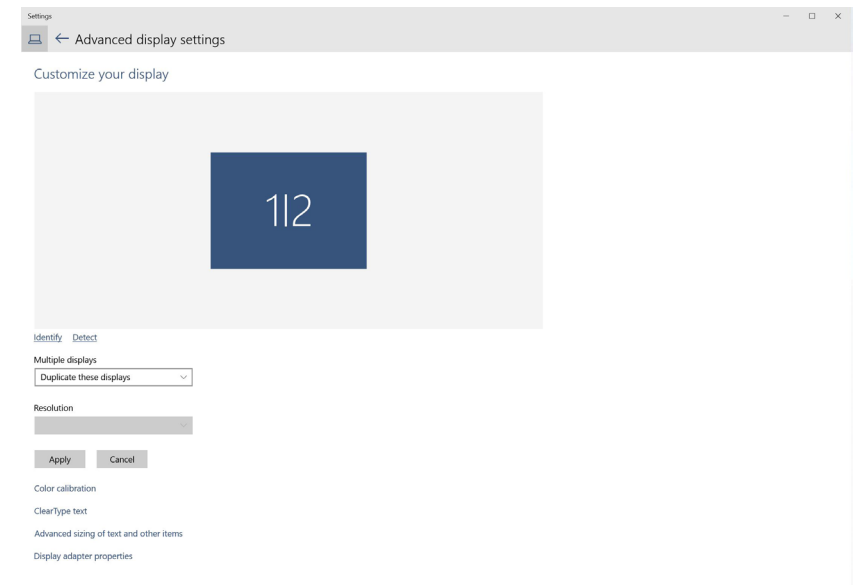 Settings
Advanced display settings
Customize your display
1|2
Identify Detect
Multiple displays
Duplicate these displays
Resolution
Apply Cancel
Color calibration
ClearType text
Advanced sizing of text and other items
Display adapter properties